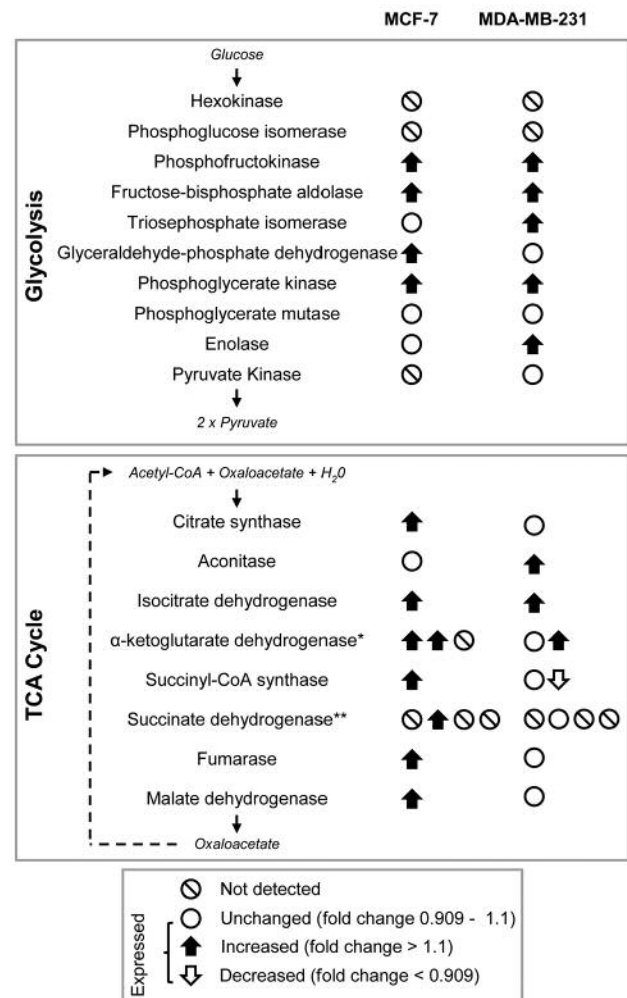 MCF-7 MDA-MB-231
Glycolysis
Glucose
Hexokinase
Phosphoglucose isomerase
Phosphofructokinase
Fructose-bisphosphate aldolase
Triosephosphate isomerase
Glyceraldehyde-phosphate dehydrogenase
Phosphoglycerate kinase
Phosphoglycerate mutase
Enolase
Pyruvate Kinase
2 x Pyruvate
TCA Cycle
Acetyl-CoA + Oxaloacetate + H₂0
Citrate synthase
Aconitase
Isocitrate dehydrogenase
α-ketoglutarate dehydrogenase*
Succinyl-CoA synthase
Succinate dehydrogenase**
Fumarase
Malate dehydrogenase
Oxaloacetate
Not detected
Expressed
Unchanged (fold change 0.909 - 1.1)
Increased (fold change > 1.1)
Decreased (fold change < 0.909)